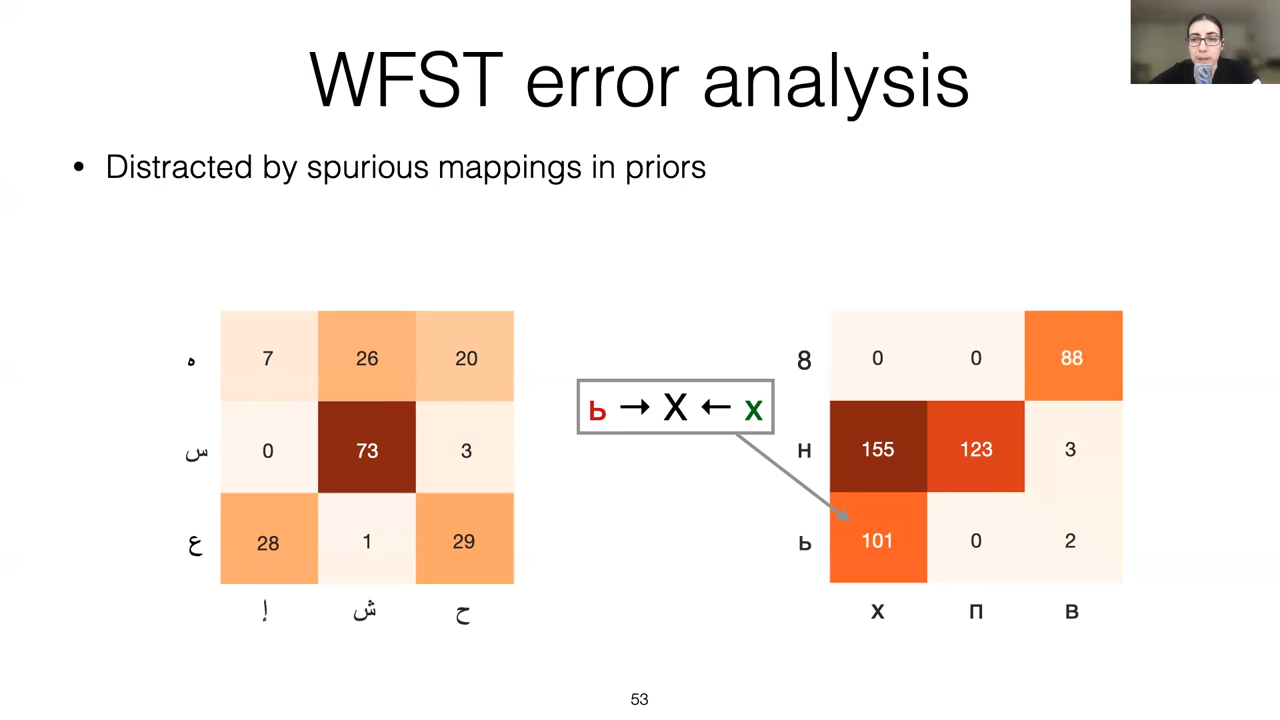 WFST error analysis
• Distracted by spurious mappings in priors
ه 7 26 20
س 0 73 3
ع 28 1 29
إ ش ح
ь → X ← х
8 0 0 88
н 155 123 3
ь 101 0 2
х п в
53